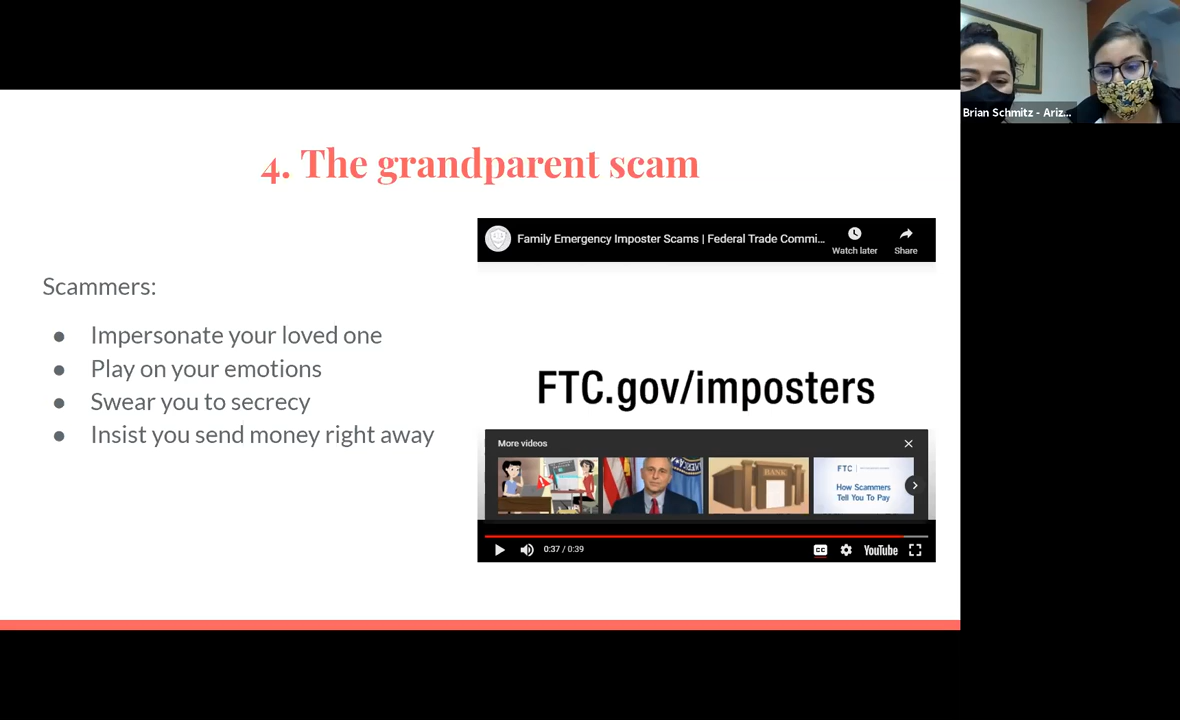 Brian Schmitz - Ariz...
4. The grandparent scam
Scammers:
● Impersonate your loved one
● Play on your emotions
● Swear you to secrecy
● Insist you send money right away
Family Emergency Imposter Scams | Federal Trade Commi...
Watch later
Share
FTC.gov/imposters
More videos
BANK
FTC
How Scammers
Tell You To Pay
0:37 / 0:39
CC
YouTube